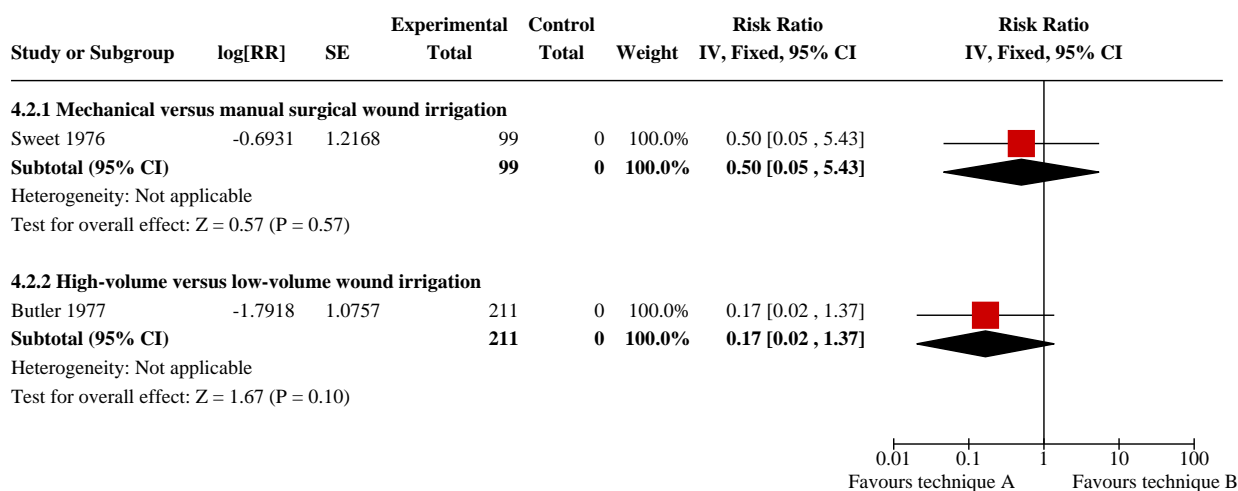 Experimental Control Risk Ratio Risk Ratio
Study or Subgroup log[RR] SE Total Total Weight IV, Fixed, 95% CI IV, Fixed, 95% CI
4.2.1 Mechanical versus manual surgical wound irrigation
Sweet 1976 -0.6931 1.2168 99 0 100.0% 0.50 [0.05 , 5.43]
Subtotal (95% CI) 99 0 100.0% 0.50 [0.05 , 5.43]
Heterogeneity: Not applicable
Test for overall effect: Z = 0.57 (P = 0.57)
4.2.2 High-volume versus low-volume wound irrigation
Butler 1977 -1.7918 1.0757 211 0 100.0% 0.17 [0.02 , 1.37]
Subtotal (95% CI) 211 0 100.0% 0.17 [0.02 , 1.37]
Heterogeneity: Not applicable
Test for overall effect: Z = 1.67 (P = 0.10)
0.01 0.1 1 10 100
Favours technique A Favours technique B